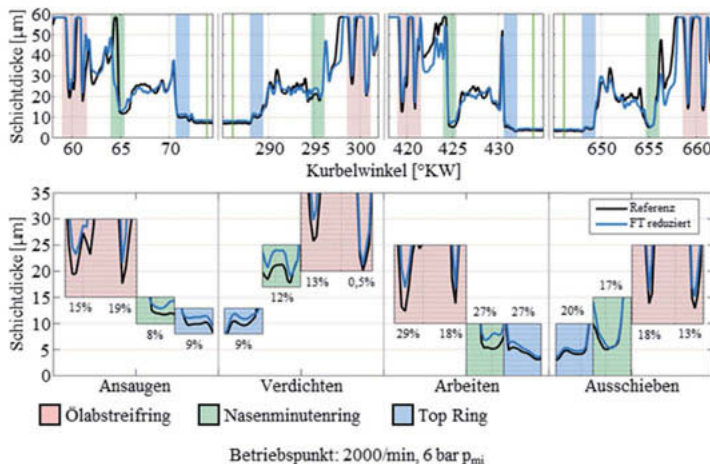 Schichtdicke [µm]
60
50
40
30
20
10
0
60 65 70 290 295 300 420 425 430 650 655 660
Kurbelwinkel [°KW]
Schichtdicke [µm]
35
30
25
20
15
10
5
0
Referenz
FT reduziert
15% 19% 8% 9% 9% 12% 13% 0,5% 29% 18% 27% 27% 20% 17% 18% 13%
Ansaugen Verdichten Arbeiten Ausschieben
Ölabstreifring Nasenminutenring Top Ring
Betriebspunkt: 2000/min, 6 bar pmi